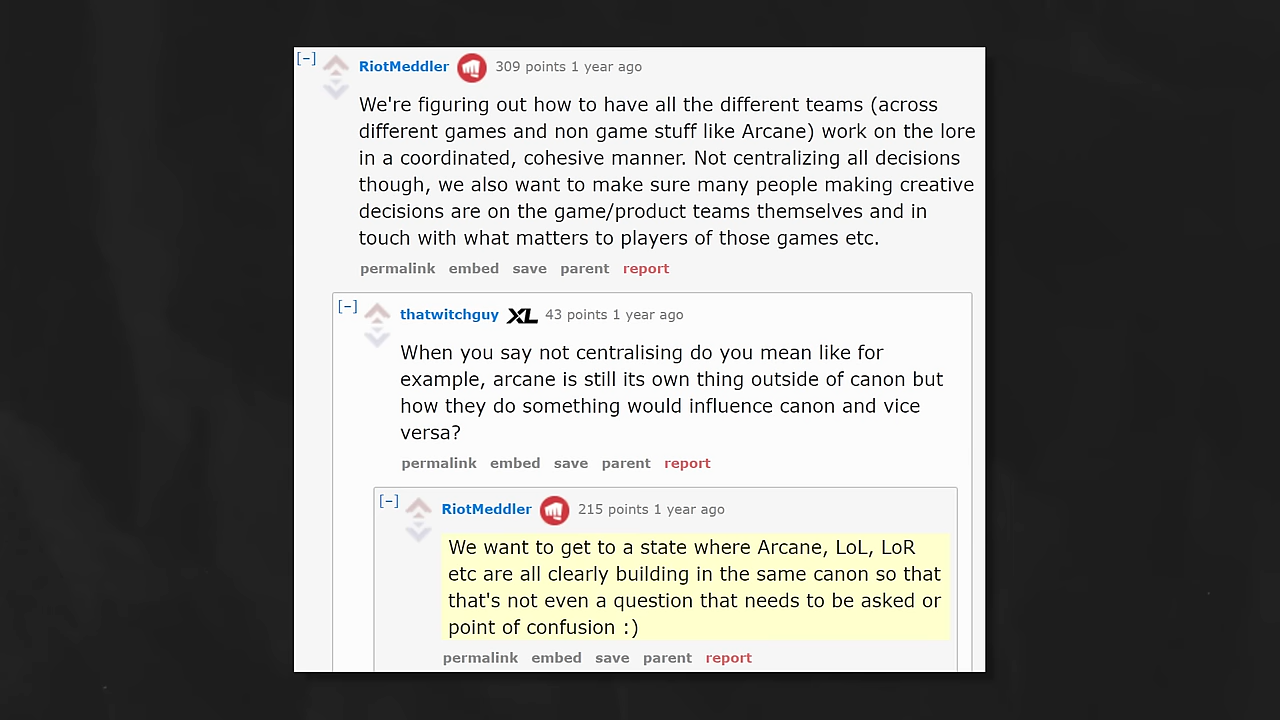 [-] RiotMeddler 309 points 1 year ago
We're figuring out how to have all the different teams (across
different games and non game stuff like Arcane) work on the lore
in a coordinated, cohesive manner. Not centralizing all decisions
though, we also want to make sure many people making creative
decisions are on the game/product teams themselves and in
touch with what matters to players of those games etc.
permalink embed save parent report
[-] thatwitchguy XL 43 points 1 year ago
When you say not centralising do you mean like for
example, arcane is still its own thing outside of canon but
how they do something would influence canon and vice
versa?
permalink embed save parent report
[-] RiotMeddler 215 points 1 year ago
We want to get to a state where Arcane, LoL, LoR
etc are all clearly building in the same canon so that
that's not even a question that needs to be asked or
point of confusion :)
permalink embed save parent report